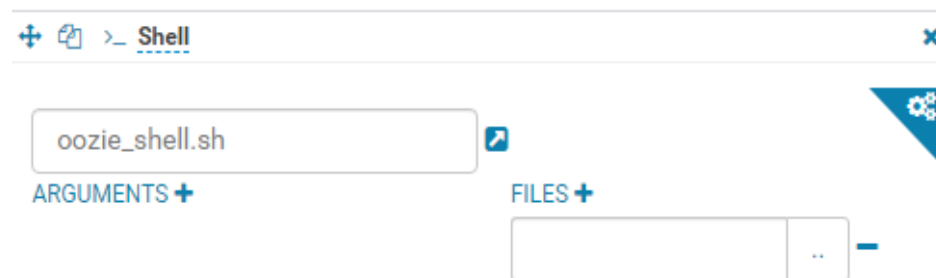 >_ Shell
oozie_shell.sh
ARGUMENTS +
FILES +
..